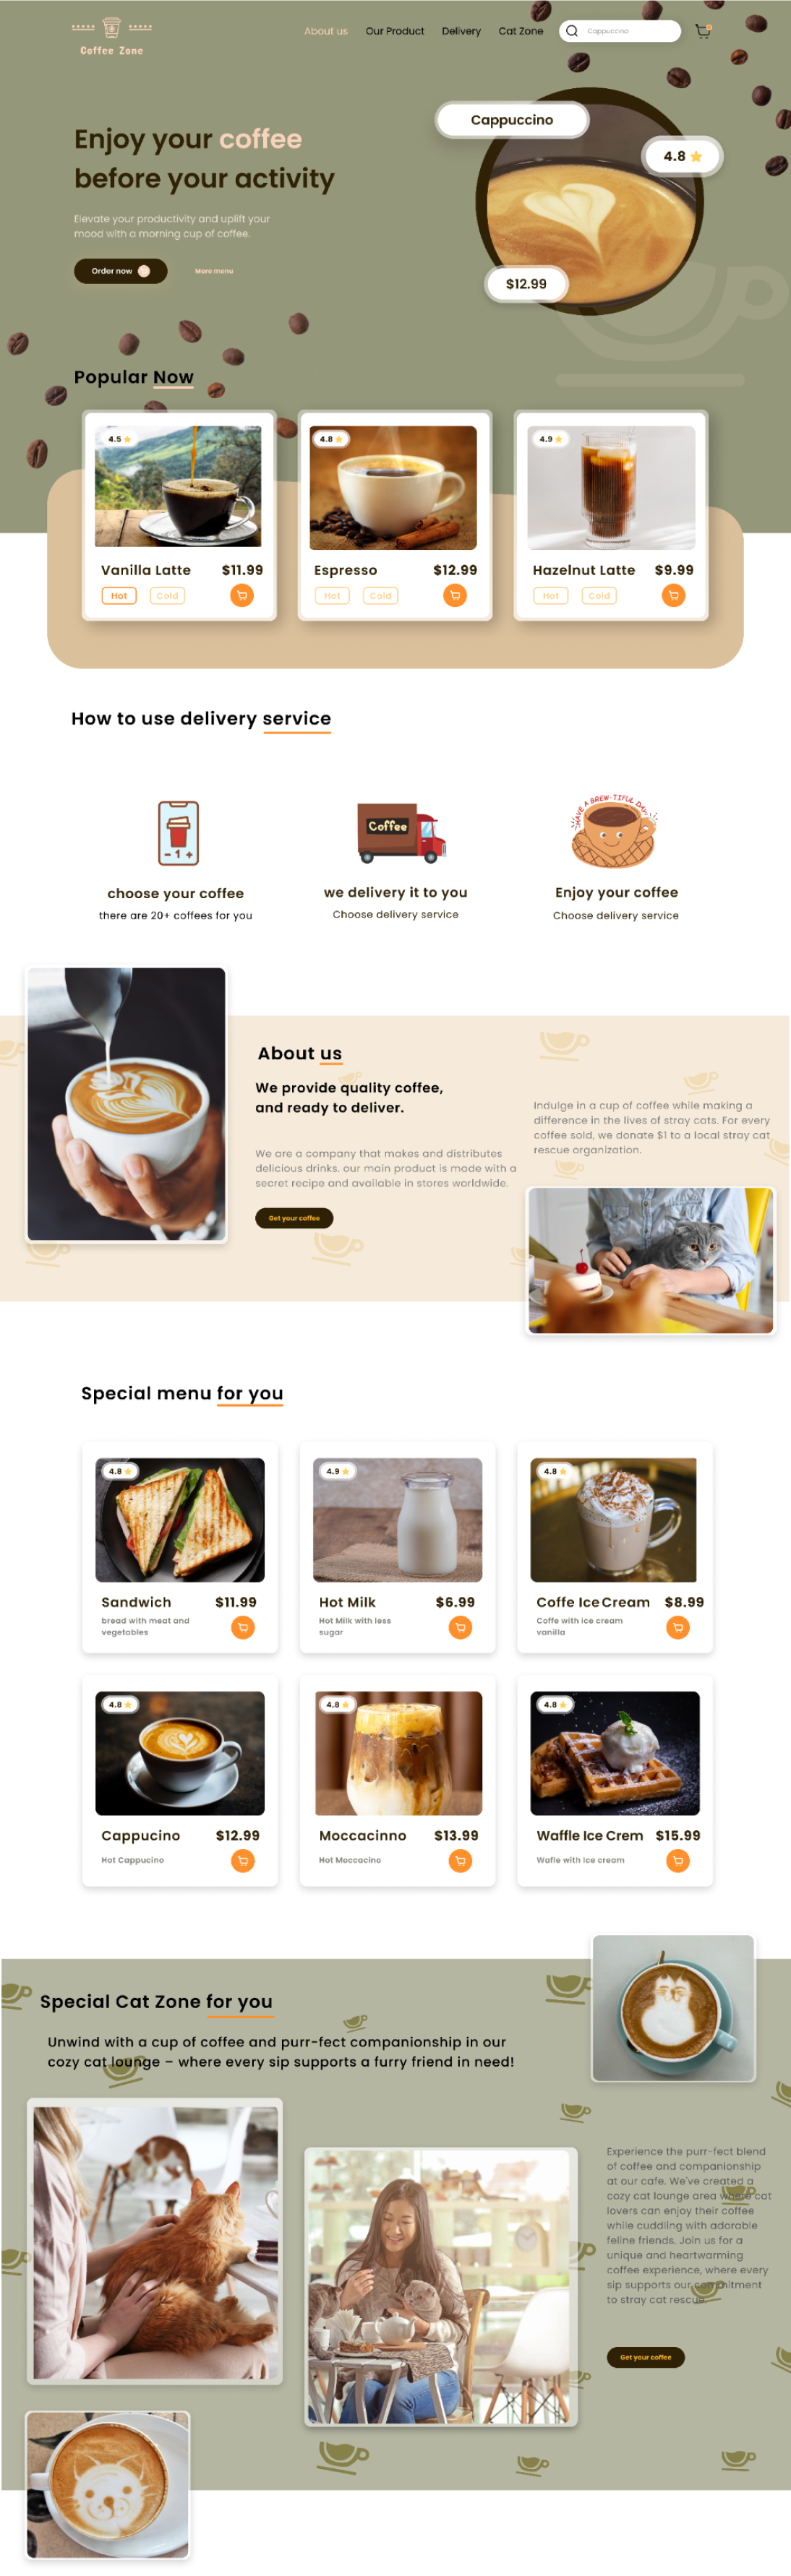 Coffee Zone
About us
Our Product
Delivery
Cat Zone
Cappuccino
Enjoy your coffee
before your activity
Elevate your productivity and uplift your
mood with a morning cup of coffee.
Order now
More menu
Cappuccino
4.8
$12.99
Popular Now
4.5
Vanilla Latte $11.99
Hot Cold
4.8
Espresso $12.99
Hot Cold
4.9
Hazelnut Latte $9.99
Hot Cold
How to use delivery service
- 1 +
choose your coffee
there are 20+ coffees for you
Coffee
we delivery it to you
Choose delivery service
HAVE A BREW-TIFUL DAY
Enjoy your coffee
Choose delivery service
About us
We provide quality coffee,
and ready to deliver.
We are a company that makes and distributes
delicious drinks. our main product is made with a
secret recipe and available in stores worldwide.
Get your coffee
Indulge in a cup of coffee while making a
difference in the lives of stray cats. For every
coffee sold, we donate $1 to a local stray cat
rescue organization.
Special menu for you
4.8
Sandwich $11.99
bread with meat and
vegetables
4.9
Hot Milk $6.99
Hot Milk with less
sugar
4.8
Coffe Ice Cream $8.99
Coffe with ice cream
vanilla
4.8
Cappucino $12.99
Hot Cappucino
4.8
Moccacinno $13.99
Hot Moccacino
4.8
Waffle Ice Crem $15.99
Wafle with Ice cream
Special Cat Zone for you
Unwind with a cup of coffee and purr-fect companionship in our
cozy cat lounge – where every sip supports a furry friend in need!
Experience the purr-fect blend
of coffee and companionship
at our cafe. We've created a
cozy cat lounge area where cat
lovers can enjoy their coffee
while cuddling with adorable
feline friends. Join us for a
unique and heartwarming
coffee experience, where every
sip supports our commitment
to stray cat rescue.
Get your coffee